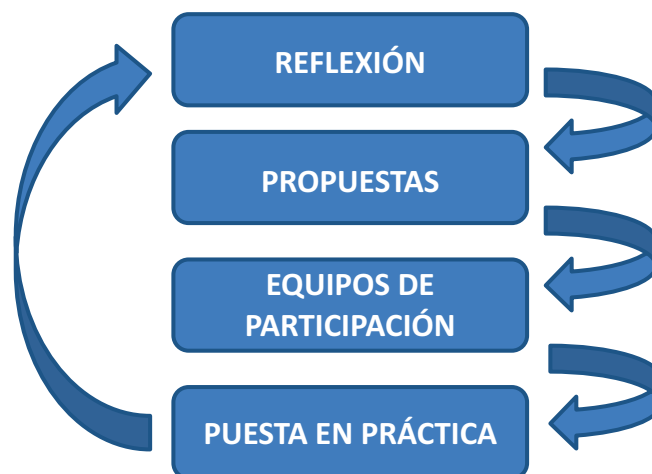 REFLEXIÓN
PROPUESTAS
EQUIPOS DE
PARTICIPACIÓN
PUESTA EN PRÁCTICA